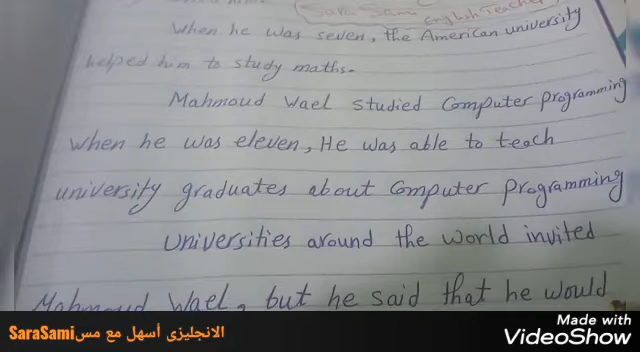 Sara Sami
English Teacher
When he was seven, the American university
helped him to study maths.
Mahmoud Wael studied Computer programming
when he was eleven, He was able to teach
university graduates about Computer Programming
Universities around the world invited
Mahmoud Wael, but he said that he would
الانجليزى أسهل مع مسSaraSami
Made with
VideoShow